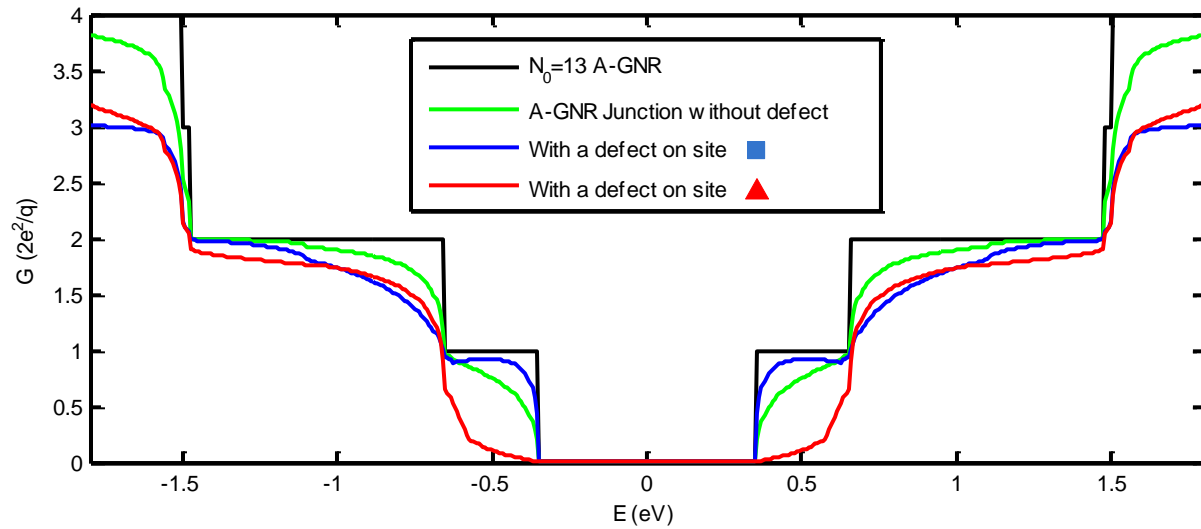 4
3.5
3
2.5
2
1.5
1
0.5
0
G (2e²/q)
N₀=13 A-GNR
A-GNR Junction without defect
With a defect on site
With a defect on site
-1.5 -1 -0.5 0 0.5 1 1.5
E (eV)